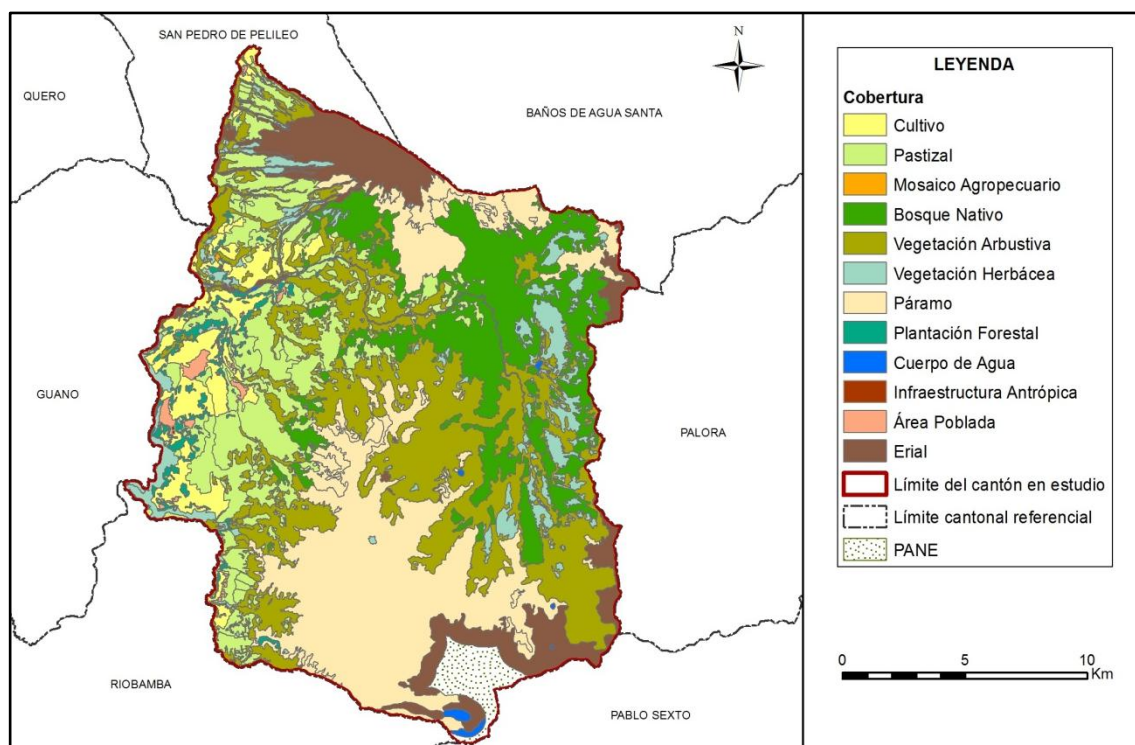 SAN PEDRO DE PELILEO
N
QUERO
BAÑOS DE AGUA SANTA
GUANO
PALORA
RIOBAMBA
PABLO SEXTO
LEYENDA
Cobertura
Cultivo
Pastizal
Mosaico Agropecuario
Bosque Nativo
Vegetación Arbustiva
Vegetación Herbácea
Páramo
Plantación Forestal
Cuerpo de Agua
Infraestructura Antrópica
Área Poblada
Erial
Límite del cantón en estudio
Límite cantonal referencial
PANE
0 5 10
Km